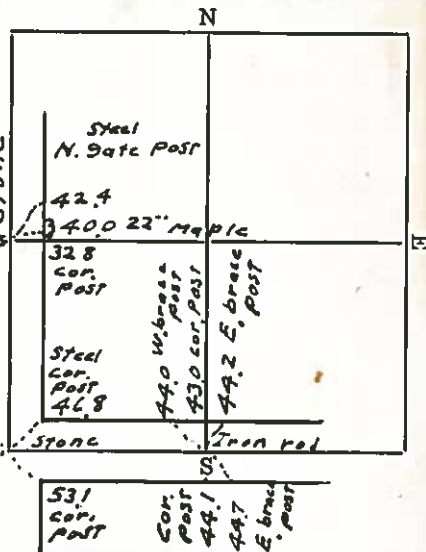 N
Steel
N. Gate Post
42.4
40.0 22" Maple
E
32.8
Cor.
Post
44.0 W. brace
Post
43.0 Cor. Post
44.2 E. brace
Post
Steel
Cor.
Post
46.8
Stone
Iron rod
S
53.1
Cor.
Post
Cor.
Post
44.1
44.7
E. brace
Post